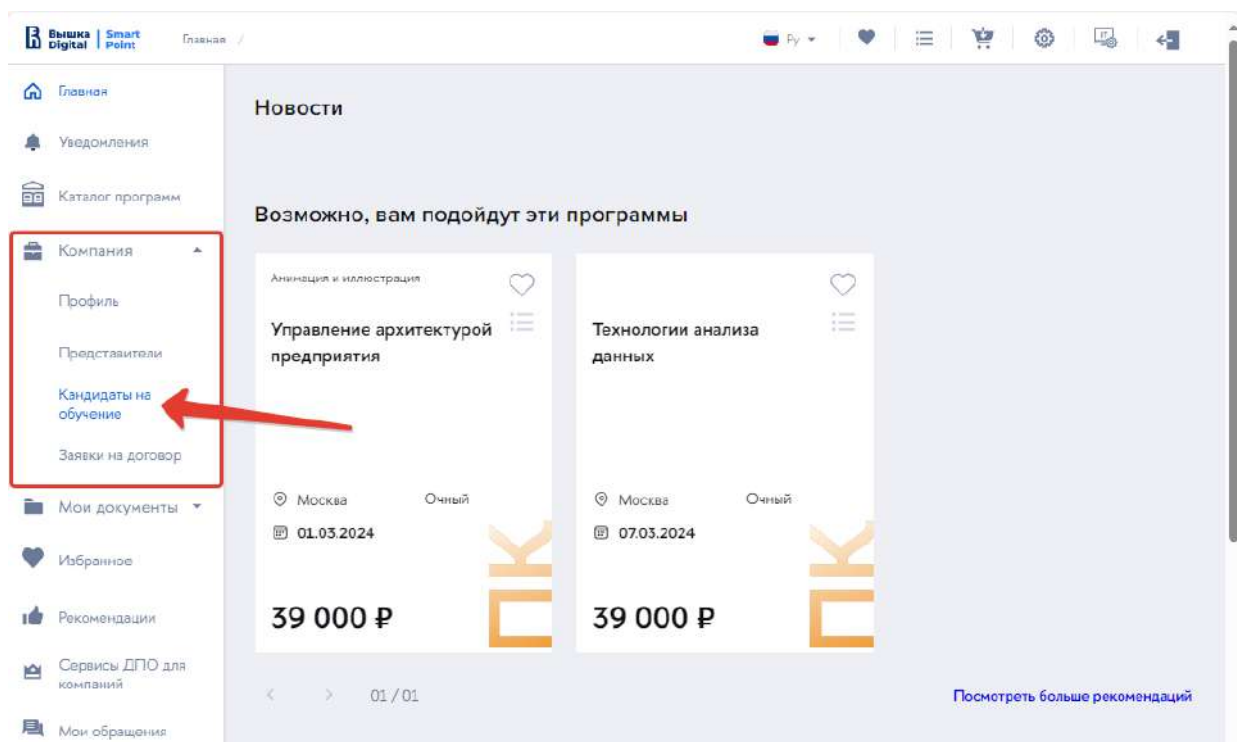 Вышка | Smart
Digital | Point
Главная /
Ру
Главная
Уведомления
Каталог программ
Компания
Профиль
Представители
Кандидаты на
обучение
Заявки на договор
Мои документы
Избранное
Рекомендации
Сервисы ДПО для
компаний
Мои обращения
Новости
Возможно, вам подойдут эти программы
Анимация и иллюстрация
Управление архитектурой
предприятия
Москва Очный
01.03.2024
39 000 ₽
ПК
Технологии анализа
данных
Москва Очный
07.03.2024
39 000 ₽
ПК
01 / 01
Посмотреть больше рекомендаций